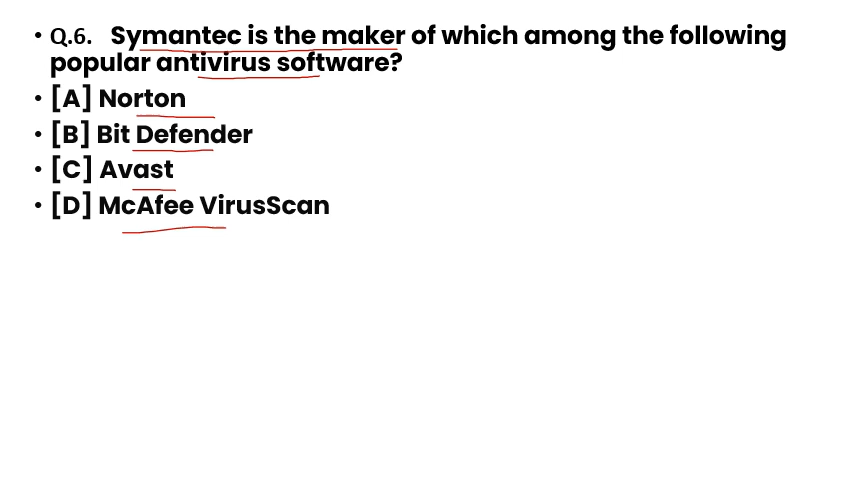 • Q.6. Symantec is the maker of which among the following
popular antivirus software?
• [A] Norton
• [B] Bit Defender
• [C] Avast
• [D] McAfee VirusScan